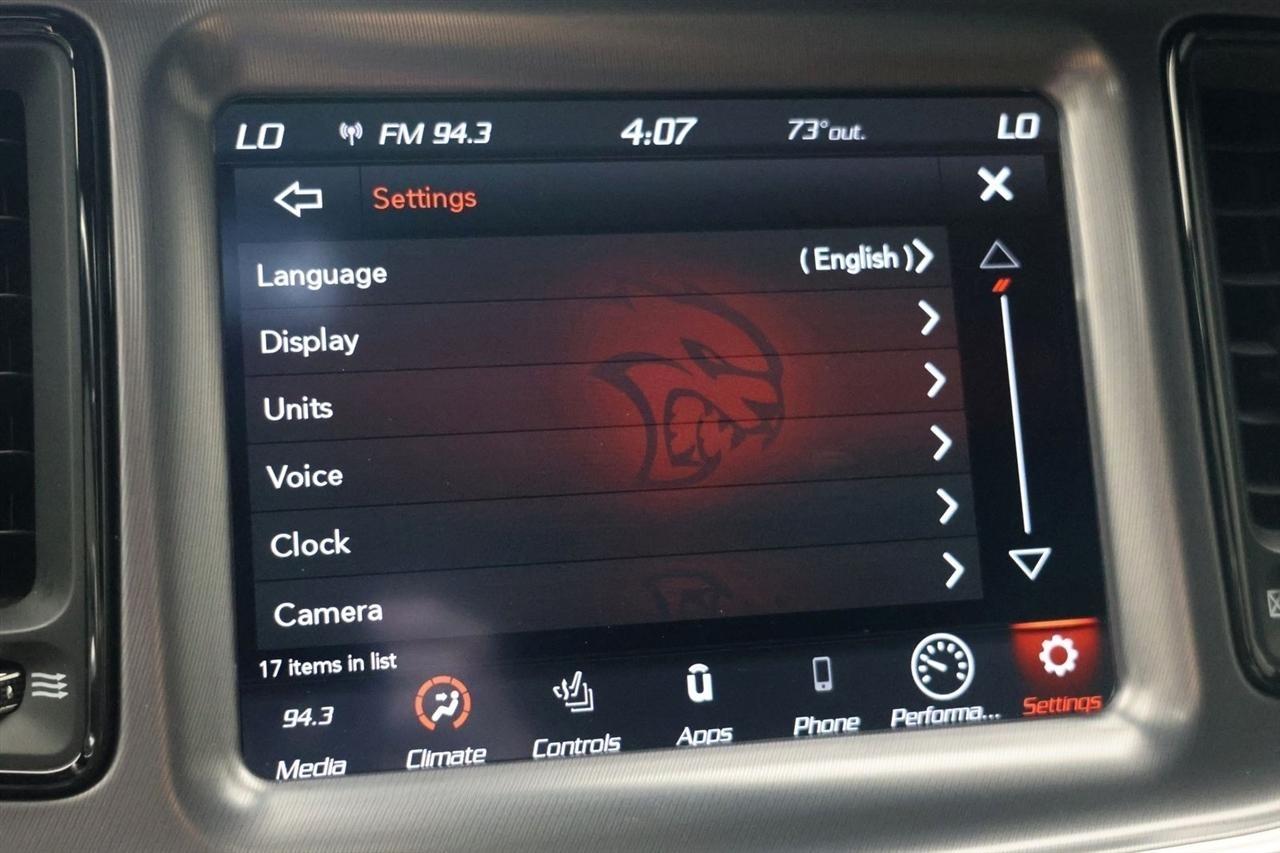 LO FM 94.3 4:07 73°out. LO
Settings
Language (English)
Display
Units
Voice
Clock
Camera
17 items in list
94.3
Media Climate Controls Apps Phone Performa... Settings